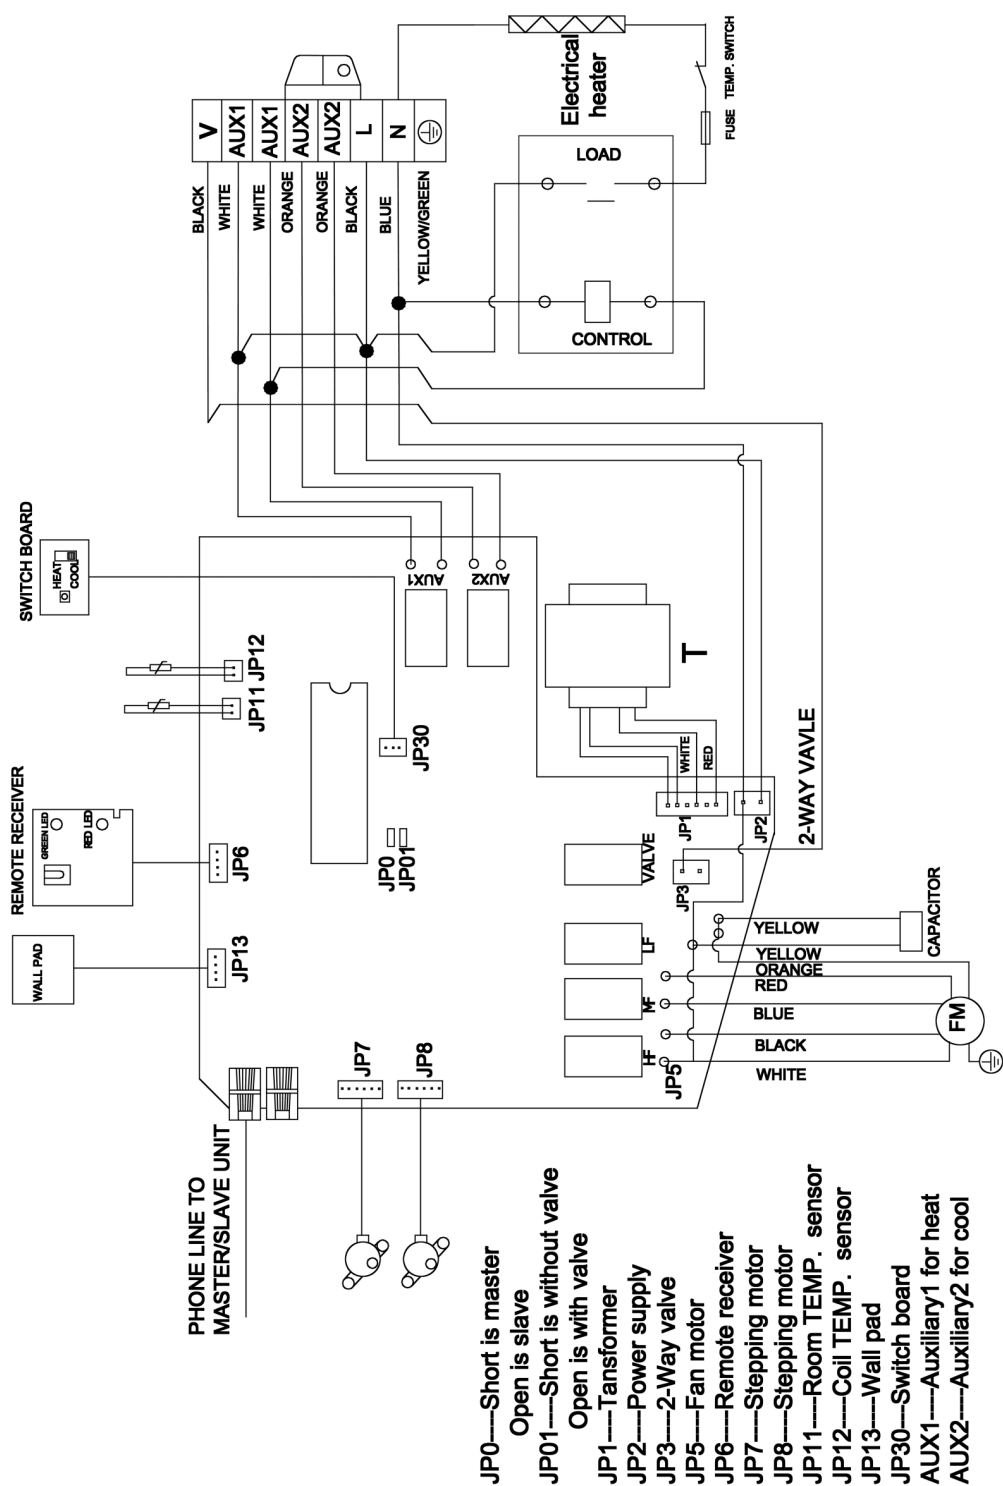 SWITCH BOARD
HEAT
COOL
REMOTE RECEIVER
GREEN LED
RED LED
WALL PAD
PHONE LINE TO
MASTER/SLAVE UNIT
V
AUX1
AUX1
AUX2
AUX2
L
N
BLACK
WHITE
WHITE
ORANGE
ORANGE
BLACK
BLUE
YELLOW/GREEN
Electrical
heater
FUSE TEMP. SWITCH
LOAD
CONTROL
JP12
JP11
JP6
JP13
JP7
JP8
JP30
JP0
JP01
AUX1
AUX2
T
WHITE
RED
JP1
JP2
JP3
JP5
VALVE
LF
MF
HF
2-WAY VAVLE
YELLOW
YELLOW
ORANGE
RED
BLUE
BLACK
WHITE
CAPACITOR
FM
JP0----Short is master
Open is slave
JP01----Short is without valve
Open is with valve
JP1----Tansformer
JP2----Power supply
JP3----2-Way valve
JP5----Fan motor
JP6----Remote receiver
JP7----Stepping motor
JP8----Stepping motor
JP11----Room TEMP. sensor
JP12----Coil TEMP. sensor
JP13----Wall pad
JP30----Switch board
AUX1----Auxiliary1 for heat
AUX2----Auxiliary2 for cool